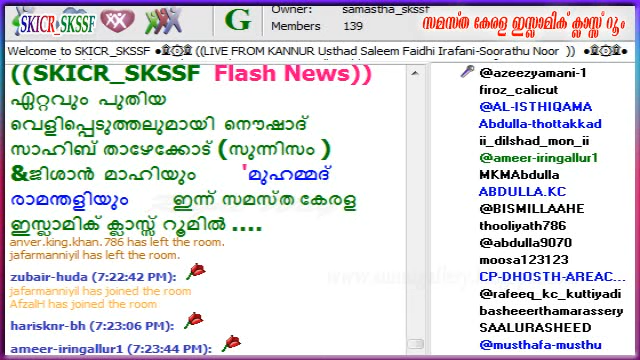 SKICR SKSSF
G
Owner: samastha_skssf
Members 139
സമസ്ത കേരള ഇസ്ലാമിക് ക്ലാസ്സ് റൂം
Welcome to SKICR_SKSSF ●۩۞۩● ((LIVE FROM KANNUR Usthad Saleem Faidhi Irafani-Soorathu Noor )) ●۩۞۩●
((SKICR_SKSSF Flash News))
ഏറ്റവും പുതിയ
വെളിപ്പെടുത്തലുമായി നൌഷാദ്
സാഹിബ് താഴേക്കോട് (സുന്നിസം )
&ജിശാൻ മാഹിയും 'മുഹമ്മദ്
രാമന്തളിയും ഇന്ന് സമസ്ത കേരള
ഇസ്ലാമിക് ക്ലാസ്സ് റൂമിൽ ....
anver.king.khan.786 has left the room.
jafarmanniyil has left the room.
zubair-huda (7:22:42 PM):
jafarmanniyil has joined the room
AfzalH has joined the room
harisknr-bh (7:23:06 PM):
ameer-iringallur1 (7:23:44 PM):
@azeezyamani-1
firoz_calicut
@AL-ISTHIQAMA
Abdulla-thottakkad
ii_dilshad_mon_ii
@ameer-iringallur1
MKMAbdulla
ABDULLA.KC
@BISMILLAAHE
thooliyath786
@abdulla9070
moosa123123
CP-DHOSTH-AREAC...
@rafeeq_kc_kuttiyadi
basheeerthamarassery
SAALURASHEED
@musthafa-musthu